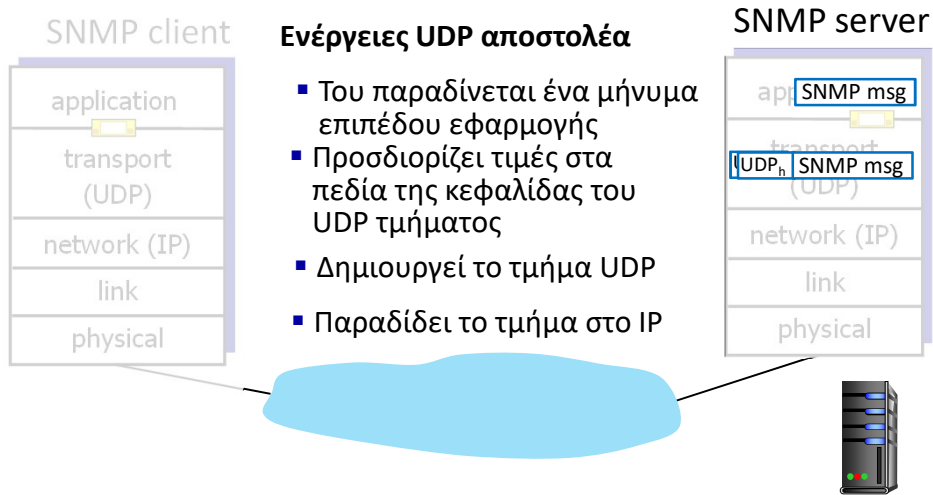 SNMP client
application
transport
(UDP)
network (IP)
link
physical
Ενέργειες UDP αποστολέα
▪ Του παραδίνεται ένα μήνυμα
επιπέδου εφαρμογής
▪ Προσδιορίζει τιμές στα
πεδία της κεφαλίδας του
UDP τμήματος
▪ Δημιουργεί το τμήμα UDP
▪ Παραδίδει το τμήμα στο IP
SNMP server
SNMP msg
transport
UDPh SNMP msg
(UDP)
network (IP)
link
physical